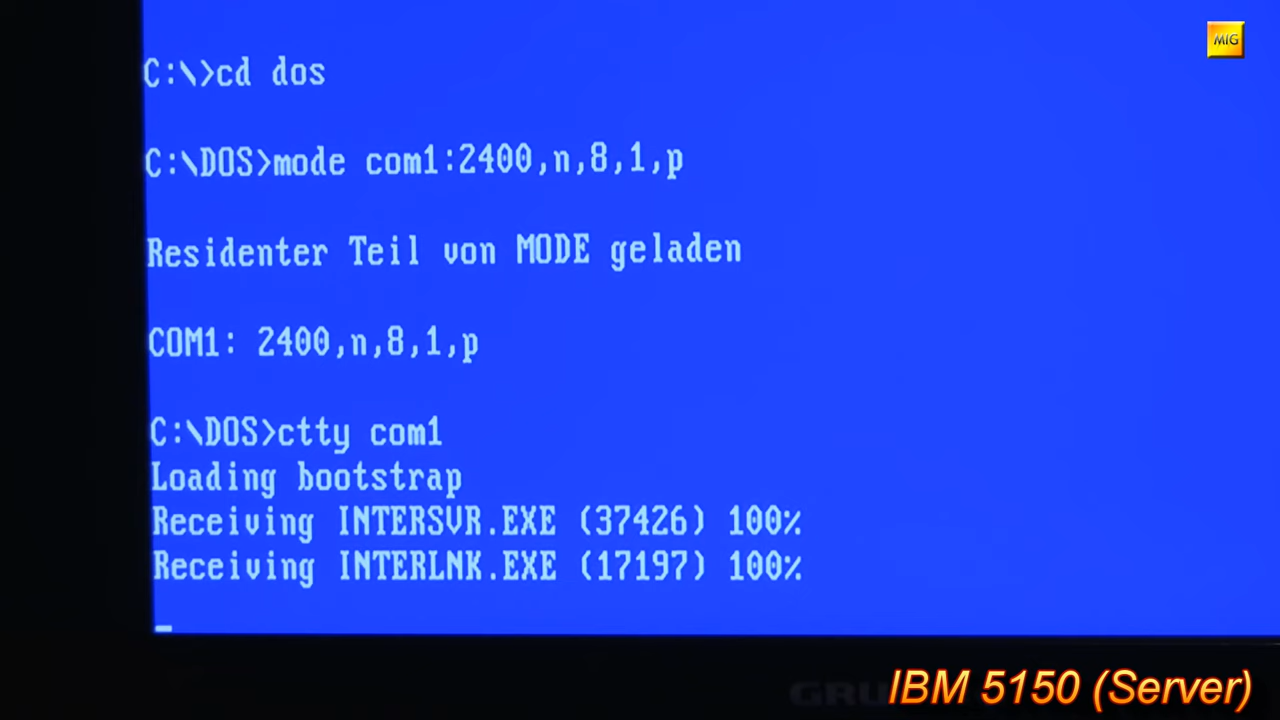 MIG
C:\>cd dos
C:\DOS>mode com1:2400,n,8,1,p
Residenter Teil von MODE geladen
COM1: 2400,n,8,1,p
C:\DOS>ctty com1
Loading bootstrap
Receiving INTERSVR.EXE (37426) 100%
Receiving INTERLNK.EXE (17197) 100%
IBM 5150 (Server)